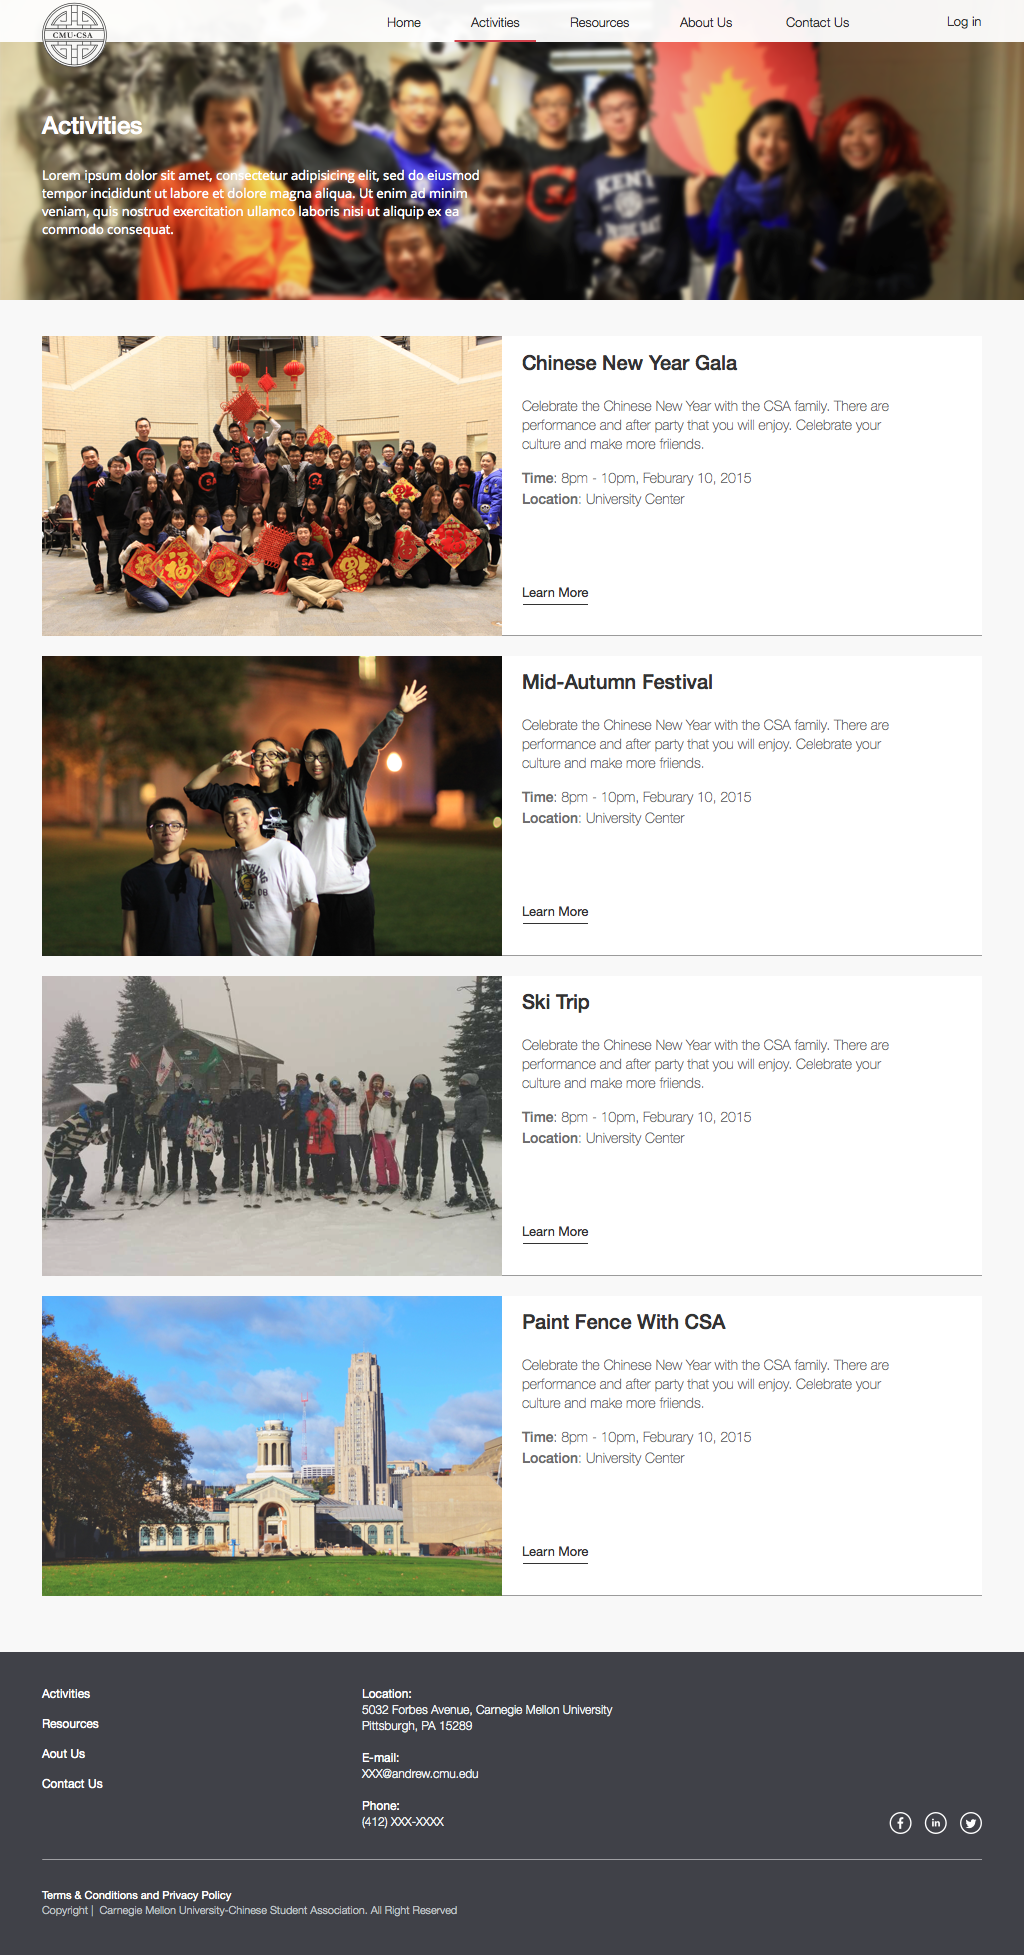 CMU·CSA
Home Activities Resources About Us Contact Us Log in
Activities
Lorem ipsum dolor sit amet, consectetur adipisicing elit, sed do eiusmod
tempor incididunt ut labore et dolore magna aliqua. Ut enim ad minim
veniam, quis nostrud exercitation ullamco laboris nisi ut aliquip ex ea
commodo consequat.
KENT
Chinese New Year Gala
Celebrate the Chinese New Year with the CSA family. There are
performance and after party that you will enjoy. Celebrate your
culture and make more friiends.
Time: 8pm - 10pm, Feburary 10, 2015
Location: University Center
Learn More
SA
SA
福
Mid-Autumn Festival
Celebrate the Chinese New Year with the CSA family. There are
performance and after party that you will enjoy. Celebrate your
culture and make more friiends.
Time: 8pm - 10pm, Feburary 10, 2015
Location: University Center
Learn More
Ski Trip
Celebrate the Chinese New Year with the CSA family. There are
performance and after party that you will enjoy. Celebrate your
culture and make more friiends.
Time: 8pm - 10pm, Feburary 10, 2015
Location: University Center
Learn More
Paint Fence With CSA
Celebrate the Chinese New Year with the CSA family. There are
performance and after party that you will enjoy. Celebrate your
culture and make more friiends.
Time: 8pm - 10pm, Feburary 10, 2015
Location: University Center
Learn More
Activities
Resources
Aout Us
Contact Us
Location:
5032 Forbes Avenue, Carnegie Mellon University
Pittsburgh, PA 15289
E-mail:
XXX@andrew.cmu.edu
Phone:
(412) XXX-XXXX
f in
Terms & Conditions and Privacy Policy
Copyright | Carnegie Mellon University-Chinese Student Association. All Right Reserved